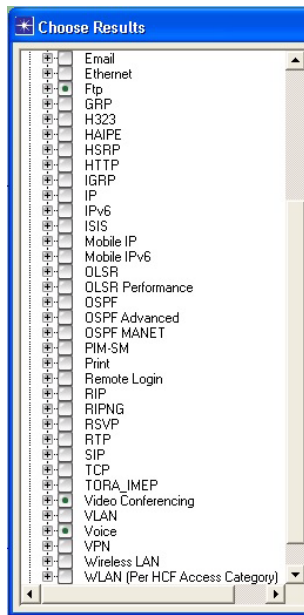 Choose Results
Email
Ethernet
Ftp
GRP
H323
HAIPE
HSRP
HTTP
IGRP
IP
IPv6
ISIS
Mobile IP
Mobile IPv6
OLSR
OLSR Performance
OSPF
OSPF Advanced
OSPF MANET
PIM-SM
Print
Remote Login
RIP
RIPNG
RSVP
RTP
SIP
TCP
TORA_IMEP
Video Conferencing
VLAN
Voice
VPN
Wireless LAN
WLAN (Per HCF Access Category)